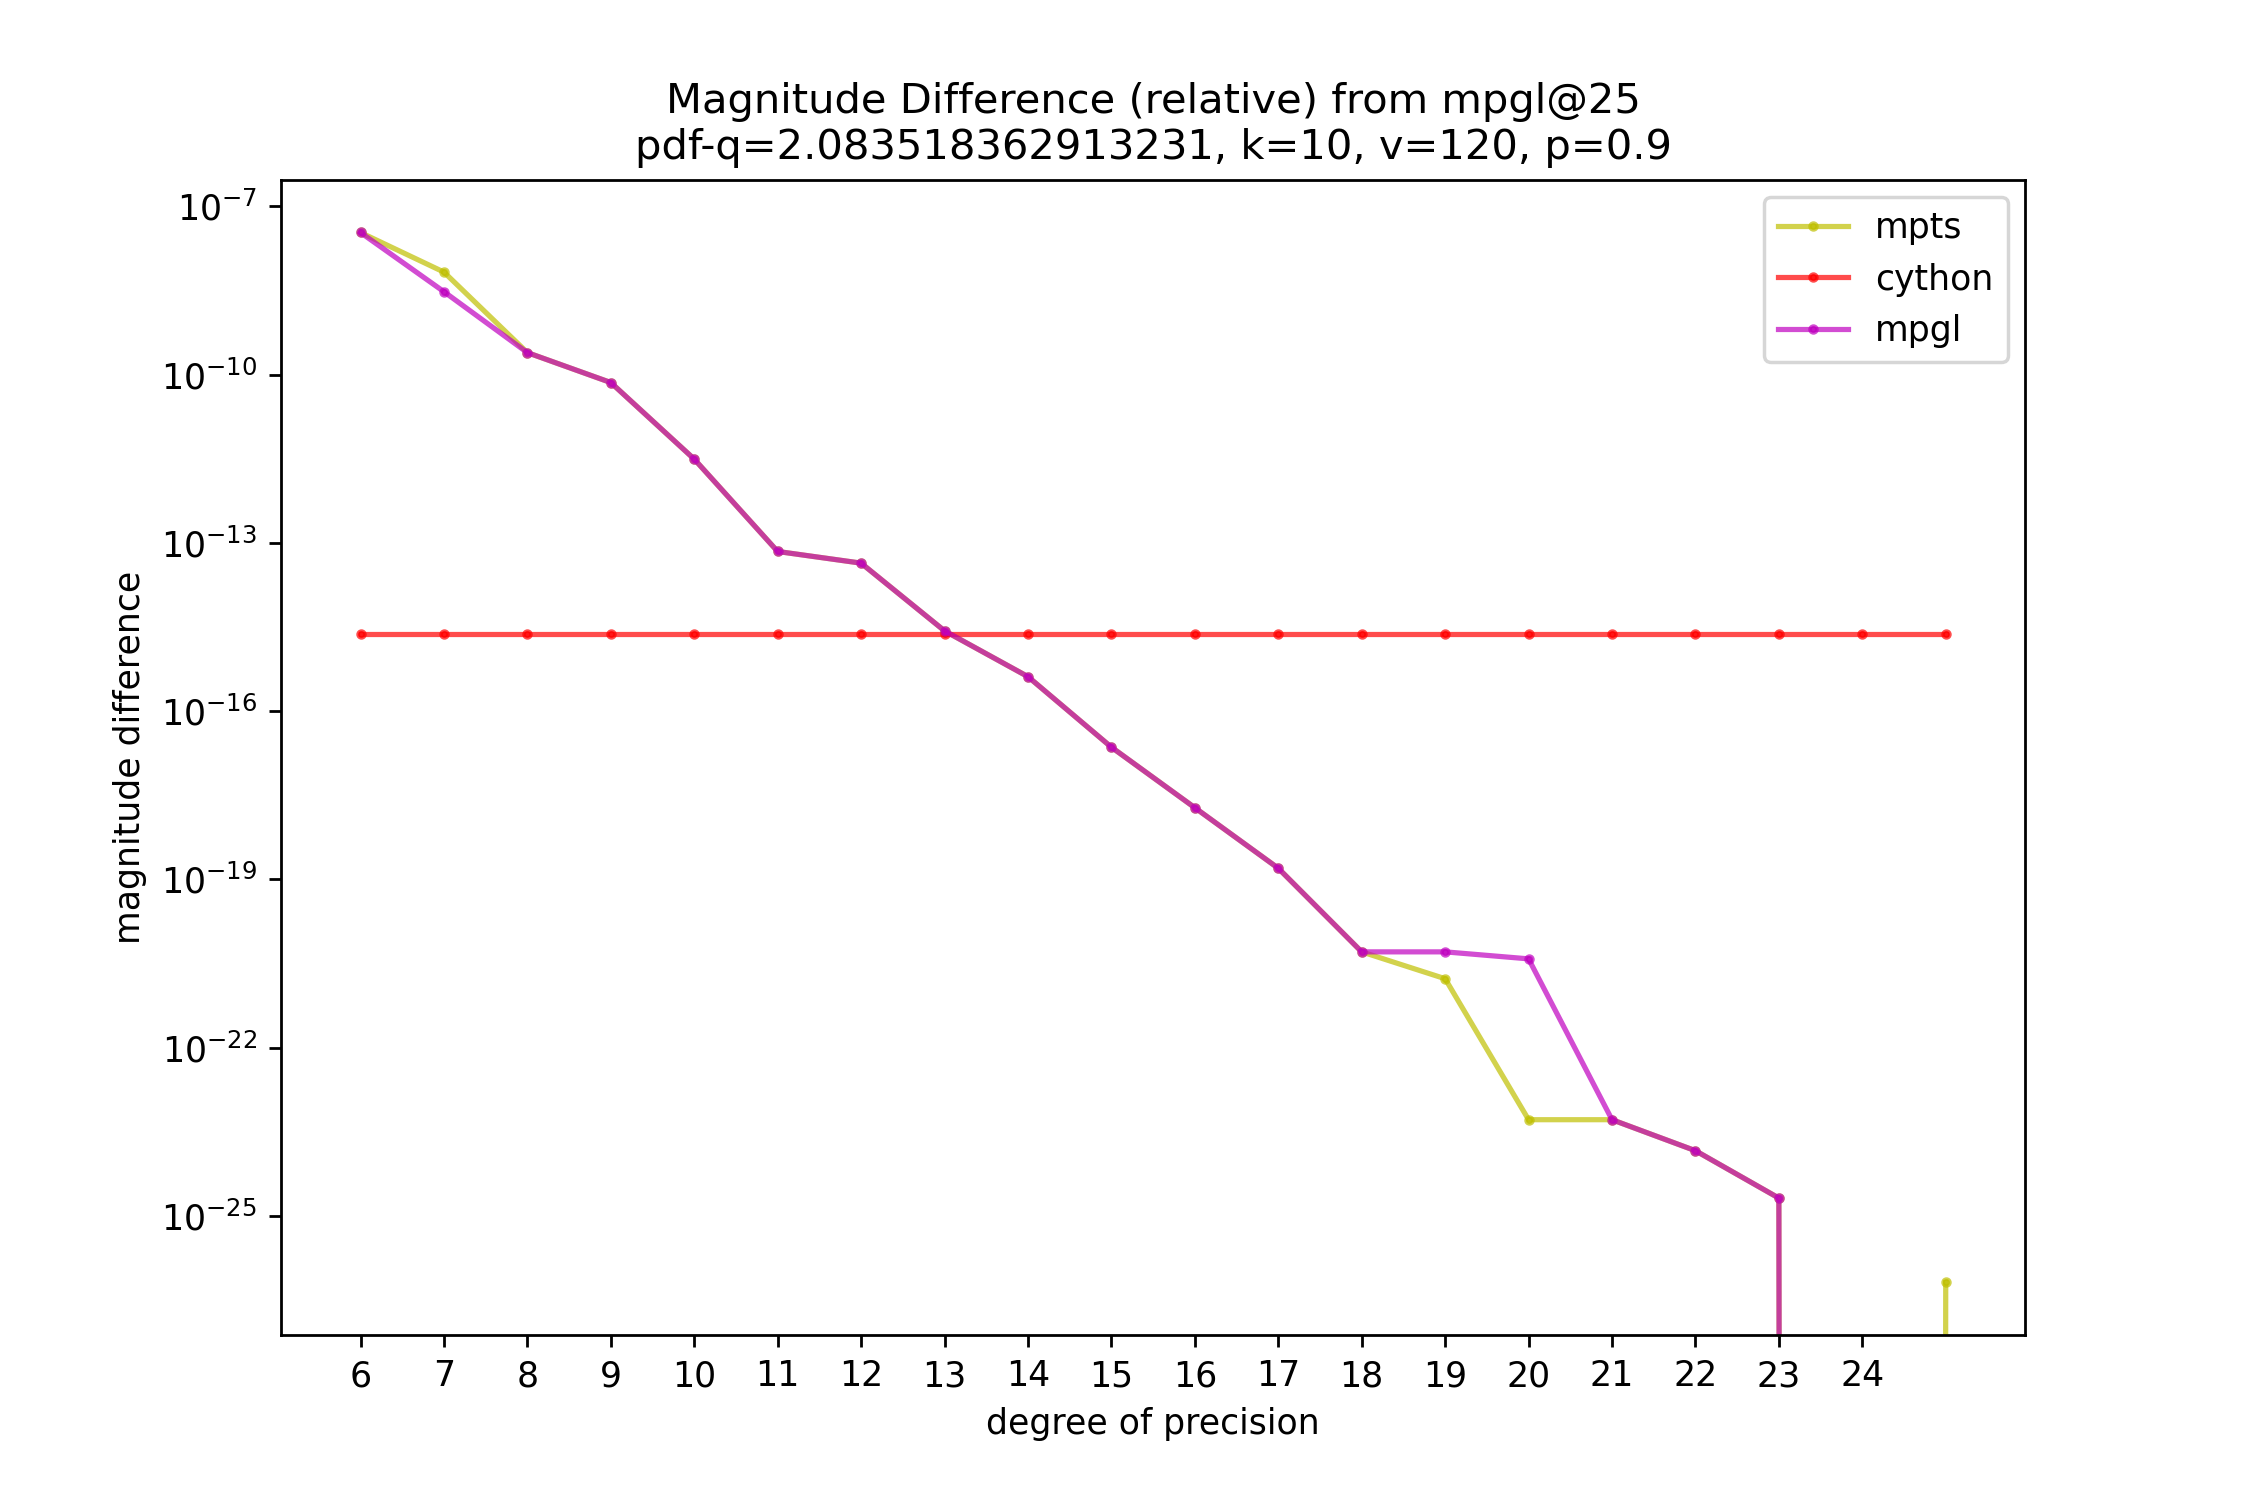 Magnitude Difference (relative) from mpgl@25
pdf-q=2.083518362913231, k=10, v=120, p=0.9
mpts
cython
mpgl
10⁻⁷
10⁻¹⁰
10⁻¹³
10⁻¹⁶
10⁻¹⁹
10⁻²²
10⁻²⁵
magnitude difference
6 7 8 9 10 11 12 13 14 15 16 17 18 19 20 21 22 23 24
degree of precision